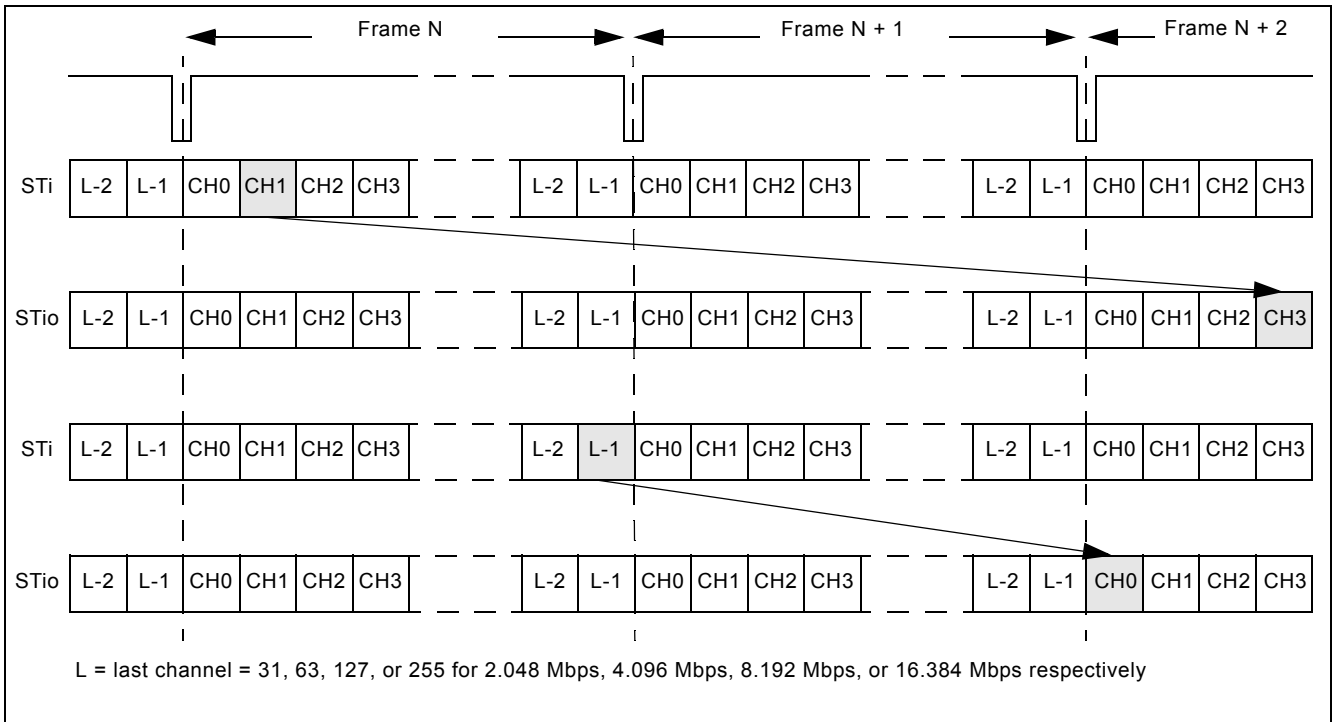 Frame N Frame N + 1 Frame N + 2
STi L-2 L-1 CH0 CH1 CH2 CH3 L-2 L-1 CH0 CH1 CH2 CH3 L-2 L-1 CH0 CH1 CH2 CH3
STio L-2 L-1 CH0 CH1 CH2 CH3 L-2 L-1 CH0 CH1 CH2 CH3 L-2 L-1 CH0 CH1 CH2 CH3
STi L-2 L-1 CH0 CH1 CH2 CH3 L-2 L-1 CH0 CH1 CH2 CH3 L-2 L-1 CH0 CH1 CH2 CH3
STio L-2 L-1 CH0 CH1 CH2 CH3 L-2 L-1 CH0 CH1 CH2 CH3 L-2 L-1 CH0 CH1 CH2 CH3
L = last channel = 31, 63, 127, or 255 for 2.048 Mbps, 4.096 Mbps, 8.192 Mbps, or 16.384 Mbps respectively